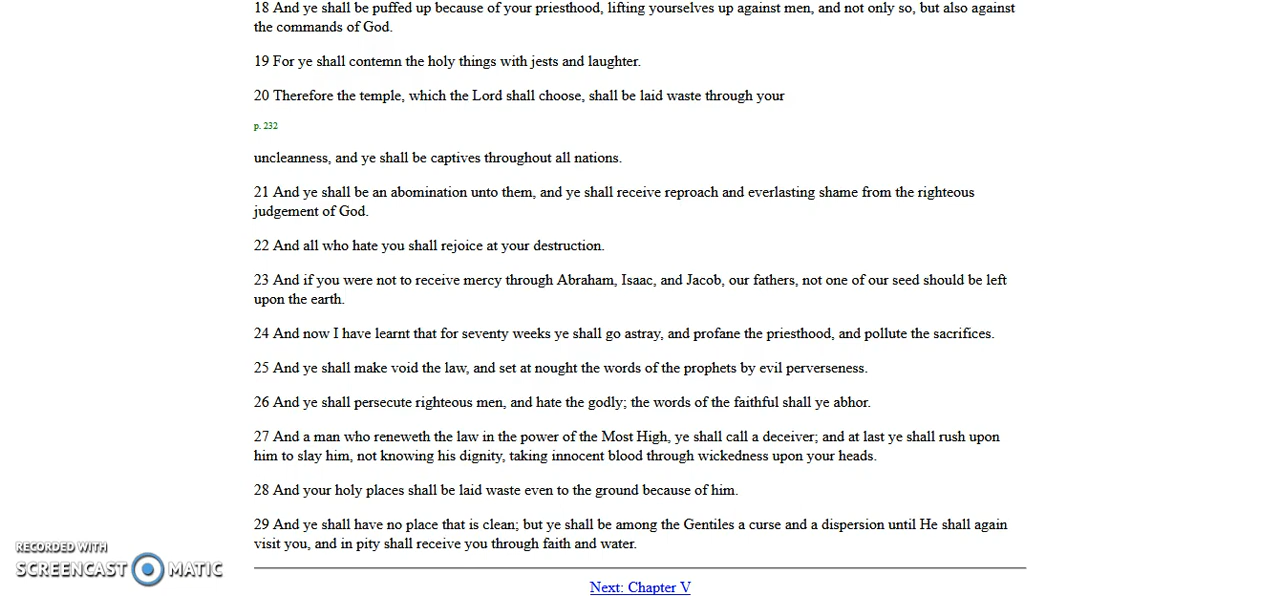 18 And ye shall be puffed up because of your priesthood, lifting yourselves up against men, and not only so, but also against
the commands of God.
19 For ye shall contemn the holy things with jests and laughter.
20 Therefore the temple, which the Lord shall choose, shall be laid waste through your
p. 232
uncleanness, and ye shall be captives throughout all nations.
21 And ye shall be an abomination unto them, and ye shall receive reproach and everlasting shame from the righteous
judgement of God.
22 And all who hate you shall rejoice at your destruction.
23 And if you were not to receive mercy through Abraham, Isaac, and Jacob, our fathers, not one of our seed should be left
upon the earth.
24 And now I have learnt that for seventy weeks ye shall go astray, and profane the priesthood, and pollute the sacrifices.
25 And ye shall make void the law, and set at nought the words of the prophets by evil perverseness.
26 And ye shall persecute righteous men, and hate the godly; the words of the faithful shall ye abhor.
27 And a man who reneweth the law in the power of the Most High, ye shall call a deceiver; and at last ye shall rush upon
him to slay him, not knowing his dignity, taking innocent blood through wickedness upon your heads.
28 And your holy places shall be laid waste even to the ground because of him.
29 And ye shall have no place that is clean; but ye shall be among the Gentiles a curse and a dispersion until He shall again
visit you, and in pity shall receive you through faith and water.
RECORDED WITH
SCREENCAST MATIC
Next: Chapter V